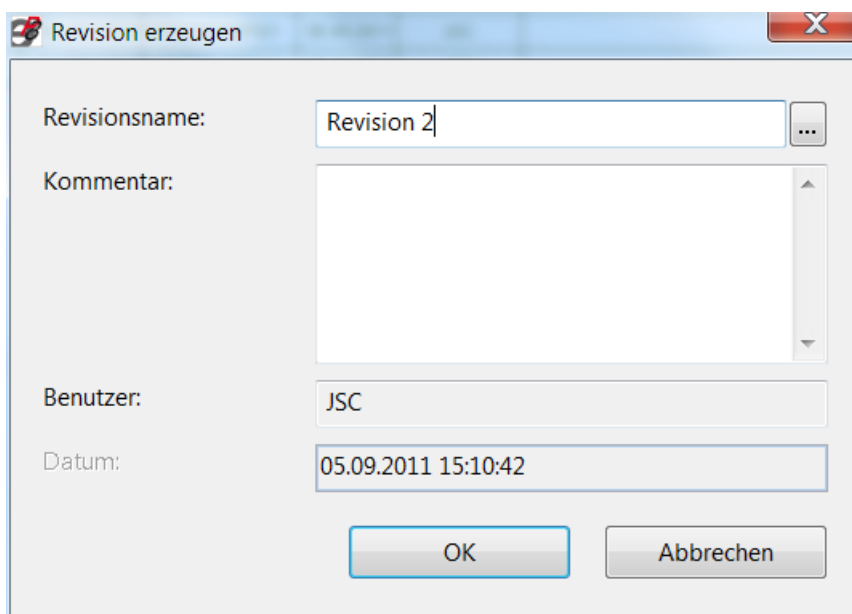 Revision erzeugen
Revisionsname:
Revision 2
...
Kommentar:
Benutzer:
JSC
Datum:
05.09.2011 15:10:42
OK
Abbrechen